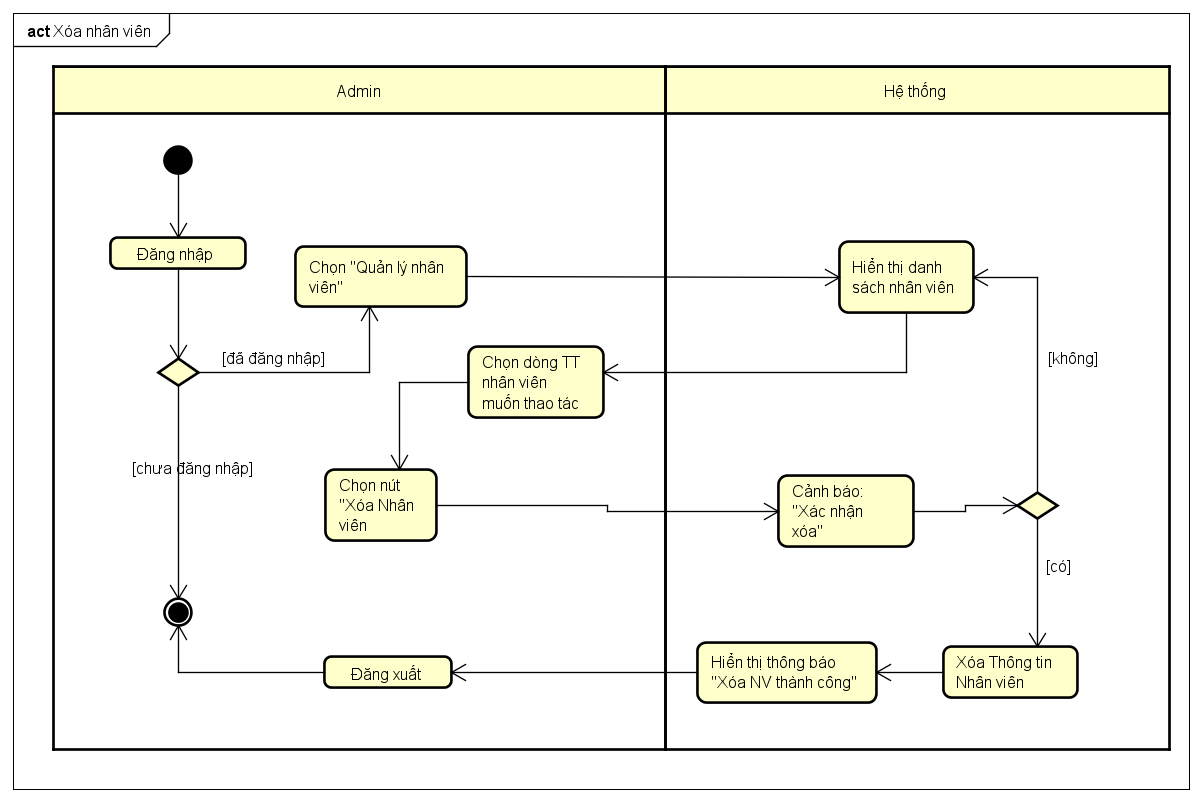 act Xóa nhân viên
Admin
Hệ thống
Đăng nhập
Chọn "Quản lý nhân
viên"
Hiển thị danh
sách nhân viên
[đã đăng nhập]
Chọn dòng TT
nhân viên
muốn thao tác
[không]
[chưa đăng nhập]
Chọn nút
"Xóa Nhân
viên
Cảnh báo:
"Xác nhận
xóa"
[có]
Đăng xuất
Hiển thị thông báo
"Xóa NV thành công"
Xóa Thông tin
Nhân viên